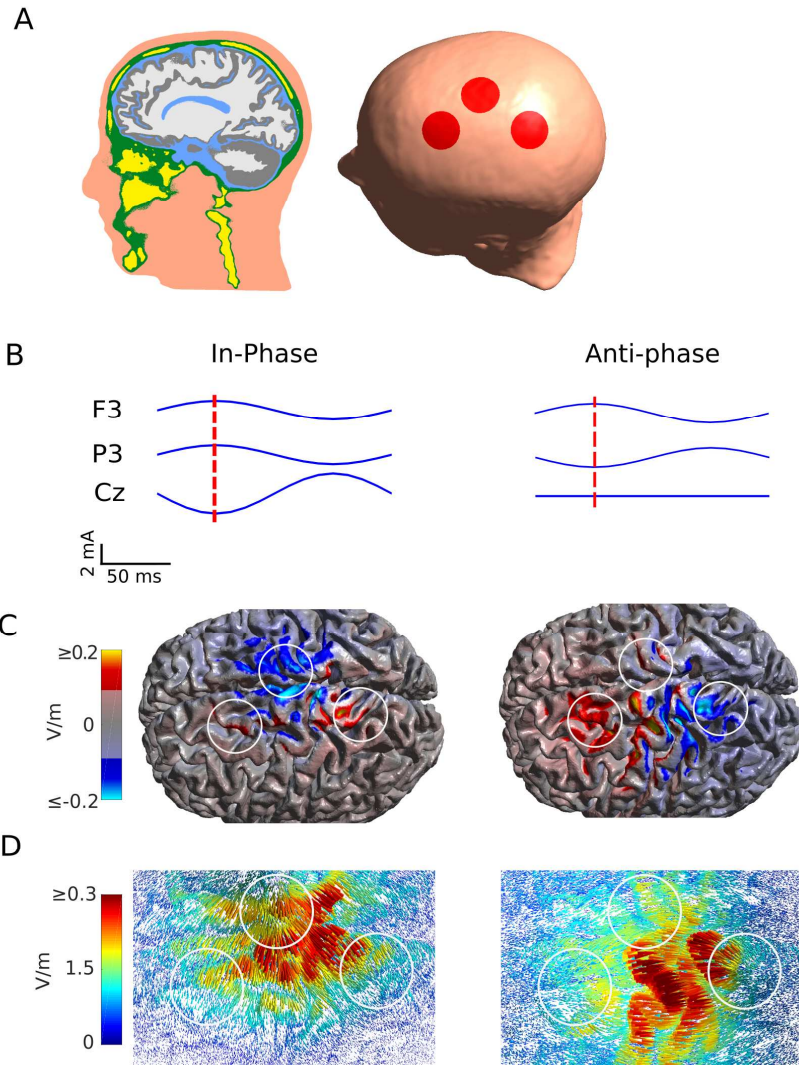 A
B
In-Phase
Anti-phase
F3
P3
Cz
2 mA
50 ms
C
≥0.2
V/m
0
≤-0.2
D
≥0.3
V/m
1.5
0